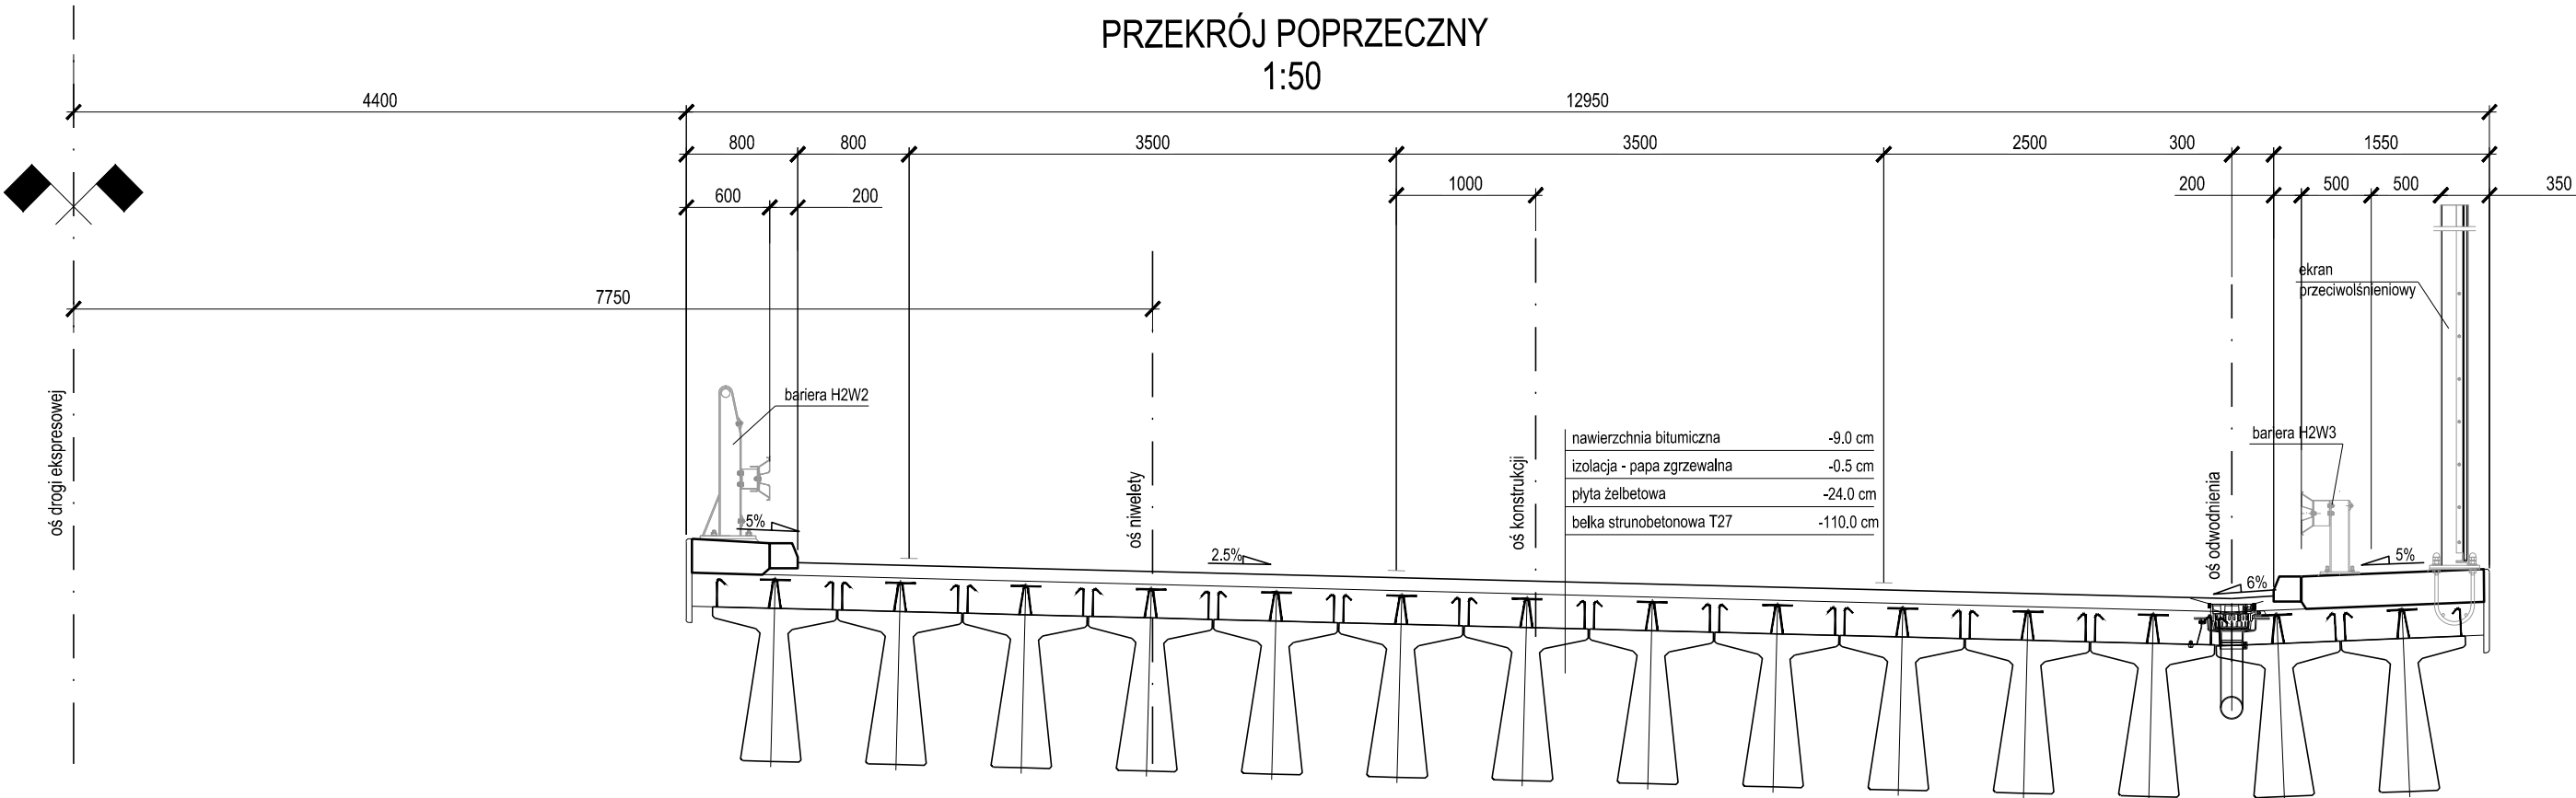 PRZEKRÓJ POPRZECZNY
1:50
4400 12950
800 800 3500 3500 2500 300 1550
600 200 1000 200 500 500 350
7750
ekran
przeciwolśnieniowy
bariera H2W2
oś drogi ekspresowej
oś niwelety
oś konstrukcji
nawierzchnia bitumiczna -9.0 cm
izolacja - papa zgrzewalna -0.5 cm
płyta żelbetowa -24.0 cm
belka strunobetonowa T27 -110.0 cm
oś odwodnienia
bariera H2W3
5%
2.5%
6%
5%